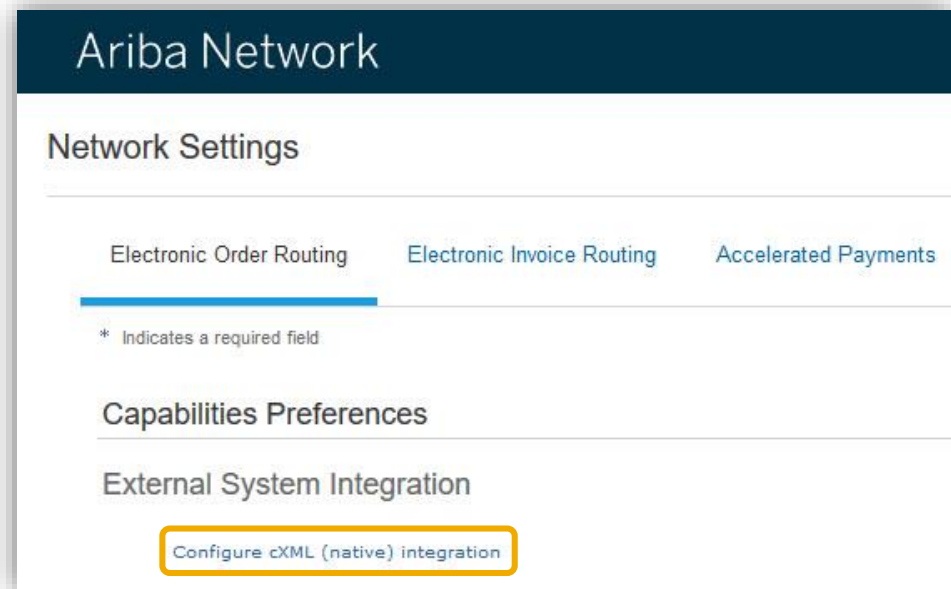 Ariba Network
Network Settings
Electronic Order Routing Electronic Invoice Routing Accelerated Payments
* Indicates a required field
Capabilities Preferences
External System Integration
Configure cXML (native) integration